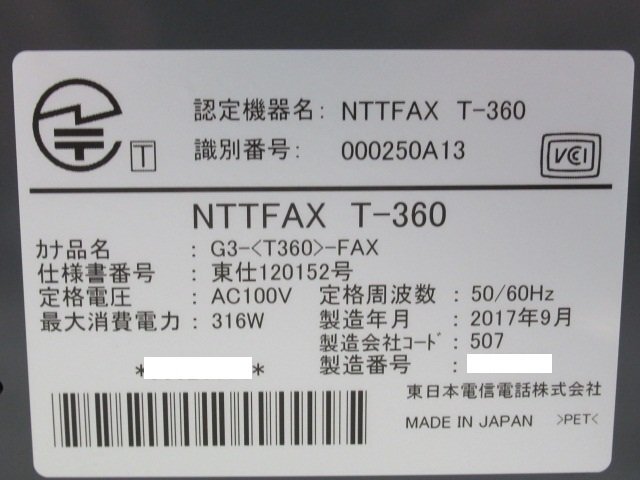 認定機器名: NTTFAX T-360
T 識別番号: 000250A13
VCCI
NTTFAX T-360
ｶﾅ品名 : G3-<T360>-FAX
仕様書番号 : 東仕120152号
定格電圧 : AC100V 定格周波数 : 50/60Hz
最大消費電力 : 316W 製造年月 : 2017年9月
製造会社ｺｰﾄﾞ : 507
製造番号 :
* *
東日本電信電話株式会社
MADE IN JAPAN >PET<